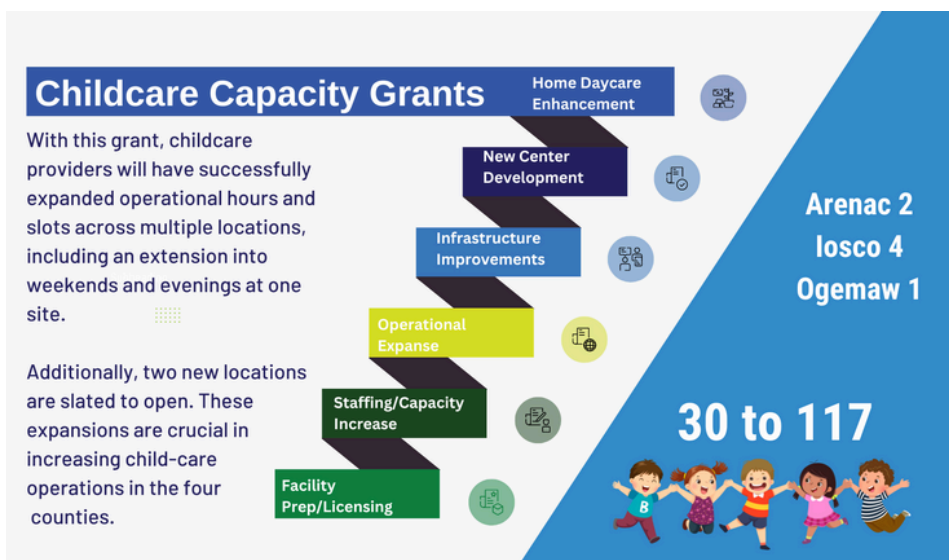 Childcare Capacity Grants
Home Daycare
Enhancement
With this grant, childcare
providers will have successfully
expanded operational hours and
slots across multiple locations,
including an extension into
weekends and evenings at one
site.
Additionally, two new locations
are slated to open. These
expansions are crucial in
increasing child-care
operations in the four
counties.
New Center
Development
Infrastructure
Improvements
Operational
Expanse
Staffing/Capacity
Increase
Facility
Prep/Licensing
Arenac 2
Iosco 4
Ogemaw 1
30 to 117
B